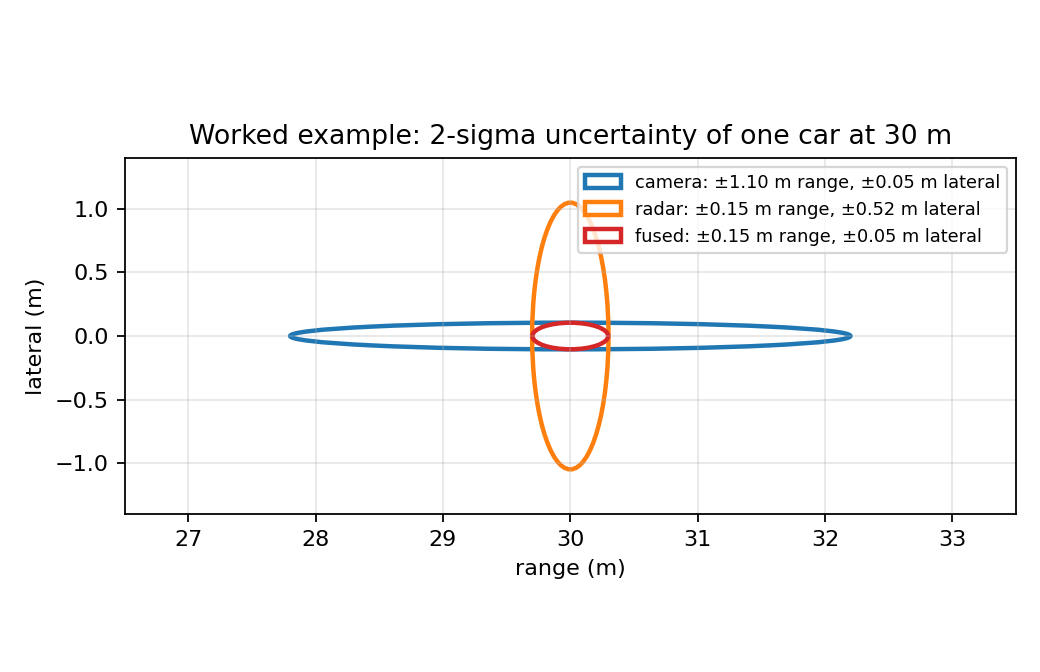 Worked example: 2-sigma uncertainty of one car at 30 m
camera: ±1.10 m range, ±0.05 m lateral
radar: ±0.15 m range, ±0.52 m lateral
fused: ±0.15 m range, ±0.05 m lateral
lateral (m)
1.0
0.5
0.0
−0.5
−1.0
27 28 29 30 31 32 33
range (m)